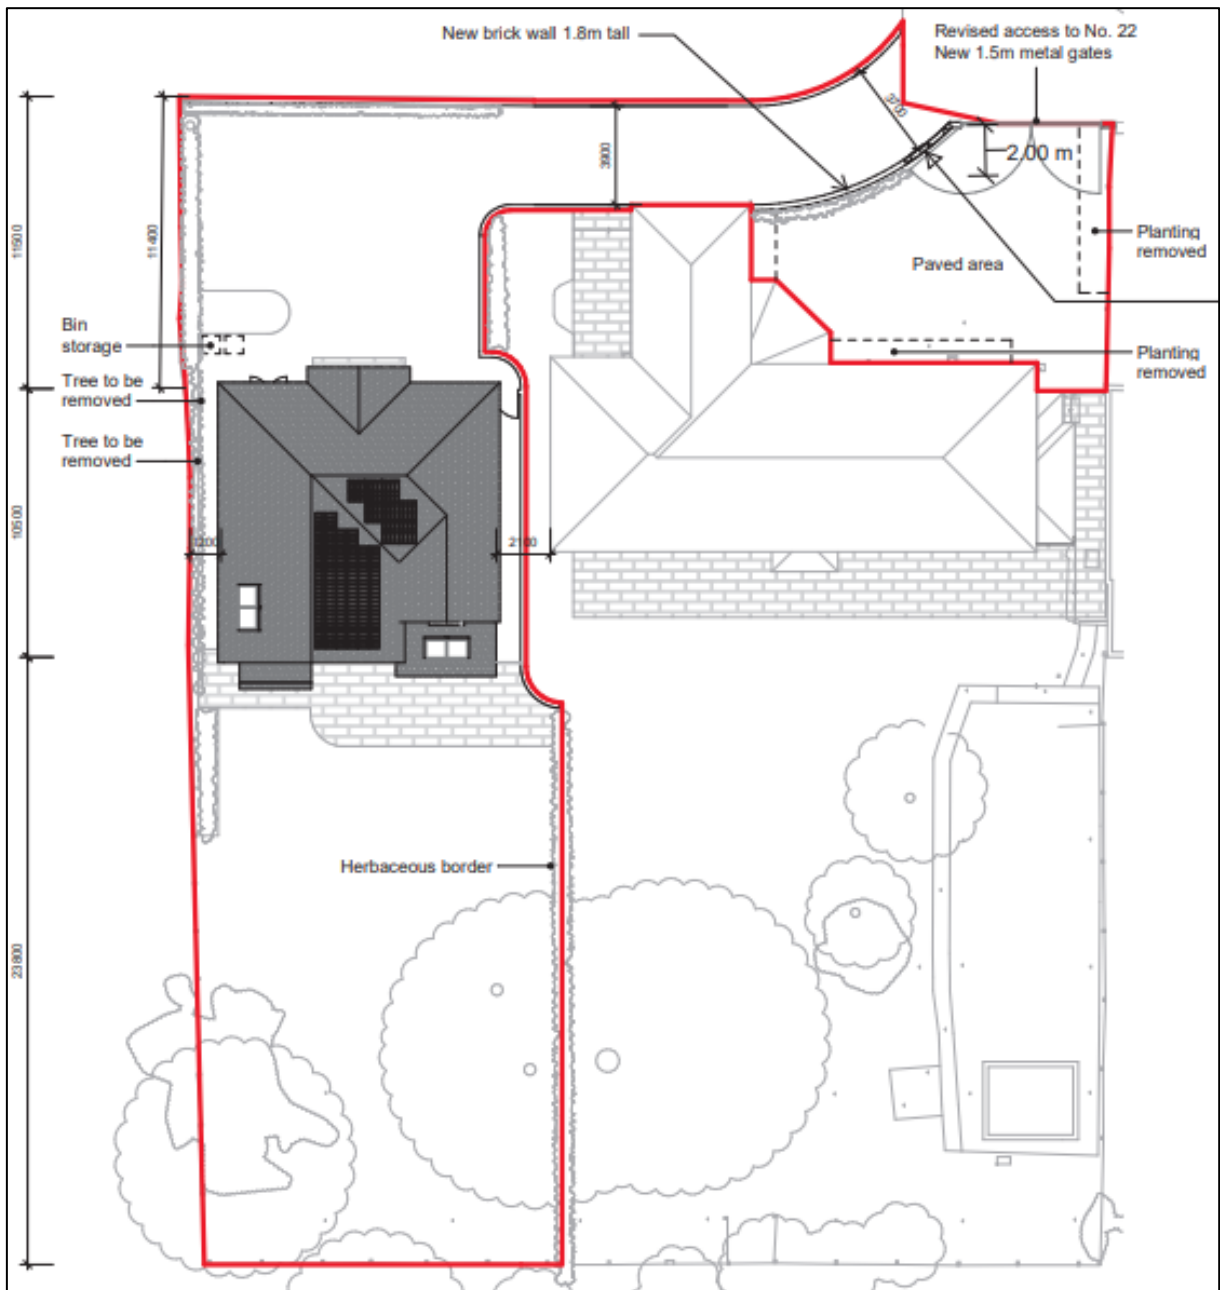 New brick wall 1.8m tall
Revised access to No. 22
New 1.5m metal gates
3700
2.00 m
3900
11500
11400
Planting
removed
Paved area
Bin
storage
Planting
removed
Tree to be
removed
Tree to be
removed
10500
1200
2100
Herbaceous border
23800